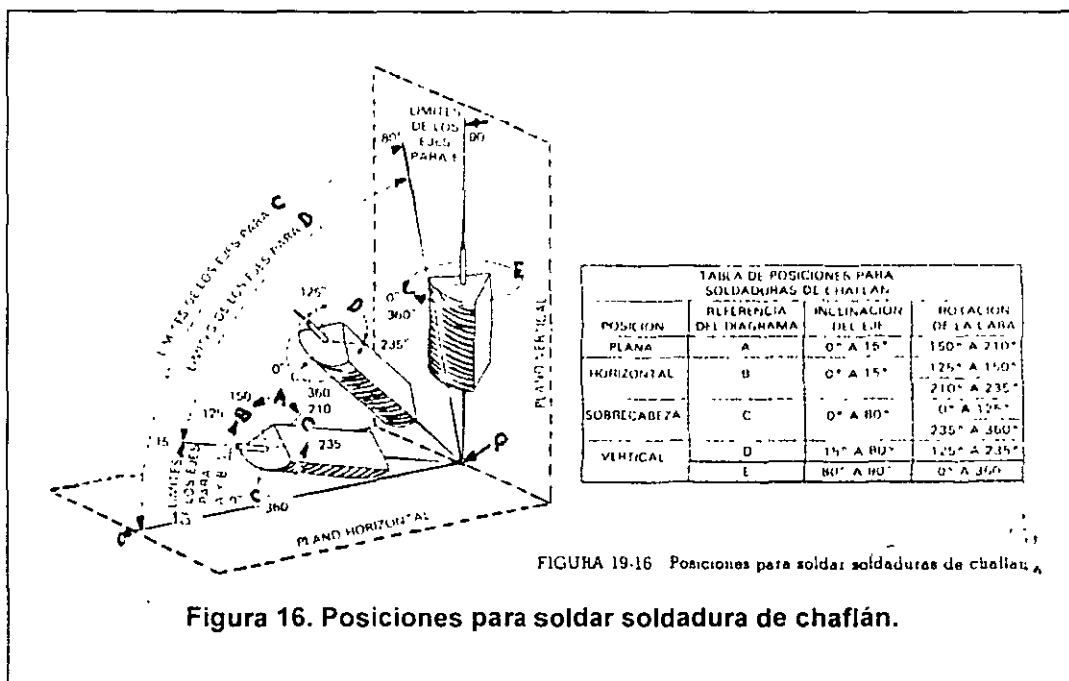 LIMITES
DE LOS
EJES
PARA E
80°
90
LIMITES DE LOS EJES PARA C
LIMITES DE LOS EJES PARA D
125°
D
E
0°
360°
235°
0°
C
360
210
150
A
125
B
C
235
15
LIMITES
DE LOS EJES
PARA
A Y B
0°
C
360
0°
P
PLANO VERTICAL
PLANO HORIZONTAL
TABLA DE POSICIONES PARA
SOLDADURAS DE CHAFLAN
POSICION
REFERENCIA
DEL DIAGRAMA
INCLINACION
DEL EJE
ROTACION
DE LA CARA
PLANA A 0° A 15° 150° A 210°
HORIZONTAL B 0° A 15° 125° A 150°
210° A 235°
SOBRECABEZA C 0° A 80° 0° A 125°
235° A 360°
VERTICAL D 15° A 80° 125° A 235°
E 80° A 90° 0° A 360
FIGURA 19-16 Posiciones para soldar soldaduras de chaflan
Figura 16. Posiciones para soldar soldadura de chaflán.